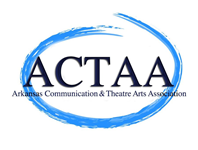 ACTAA
Arkansas Communication & Theatre Arts Association